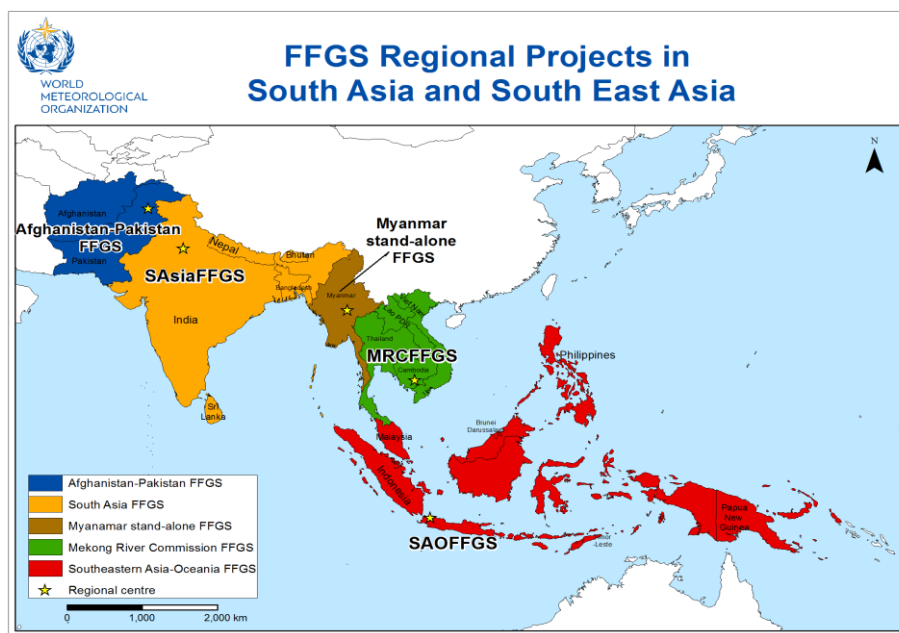 WORLD
METEOROLOGICAL
ORGANIZATION
FFGS Regional Projects in
South Asia and South East Asia
N
Afghanistan
Afghanistan-Pakistan
FFGS
Pakistan
Myanmar
stand-alone
FFGS
Nepal
Bhutan
SAsiaFFGS
Bangladesh
Myanmar
India
Viet Nam
Lao PDR
Thailand
MRCFFGS
Cambodia
Philippines
Sri
Lanka
Brunei
Darussalam
Malaysia
Indonesia
Papua
New
Guinea
-Leste
SAOFFGS
Afghanistan-Pakistan FFGS
South Asia FFGS
Myanamar stand-alone FFGS
Mekong River Commission FFGS
Southeastern Asia-Oceania FFGS
Regional centre
0 1,000 2,000 km